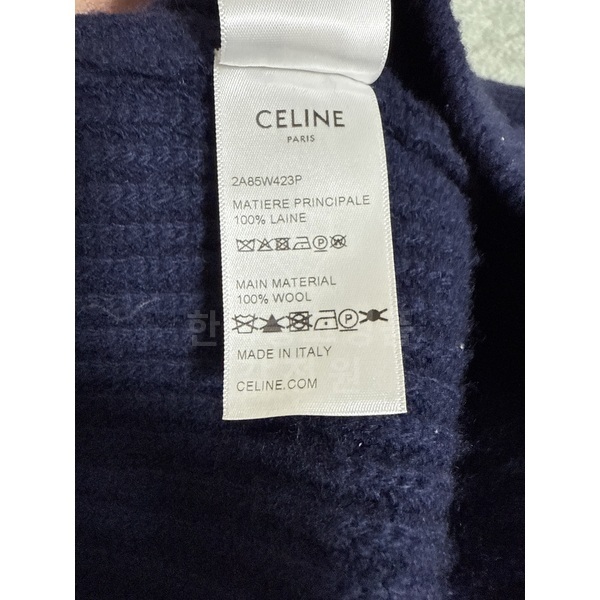 CELINE
PARIS
2A85W423P
MATIERE PRINCIPALE
100% LAINE
MAIN MATERIAL
100% WOOL
MADE IN ITALY
CELINE.COM